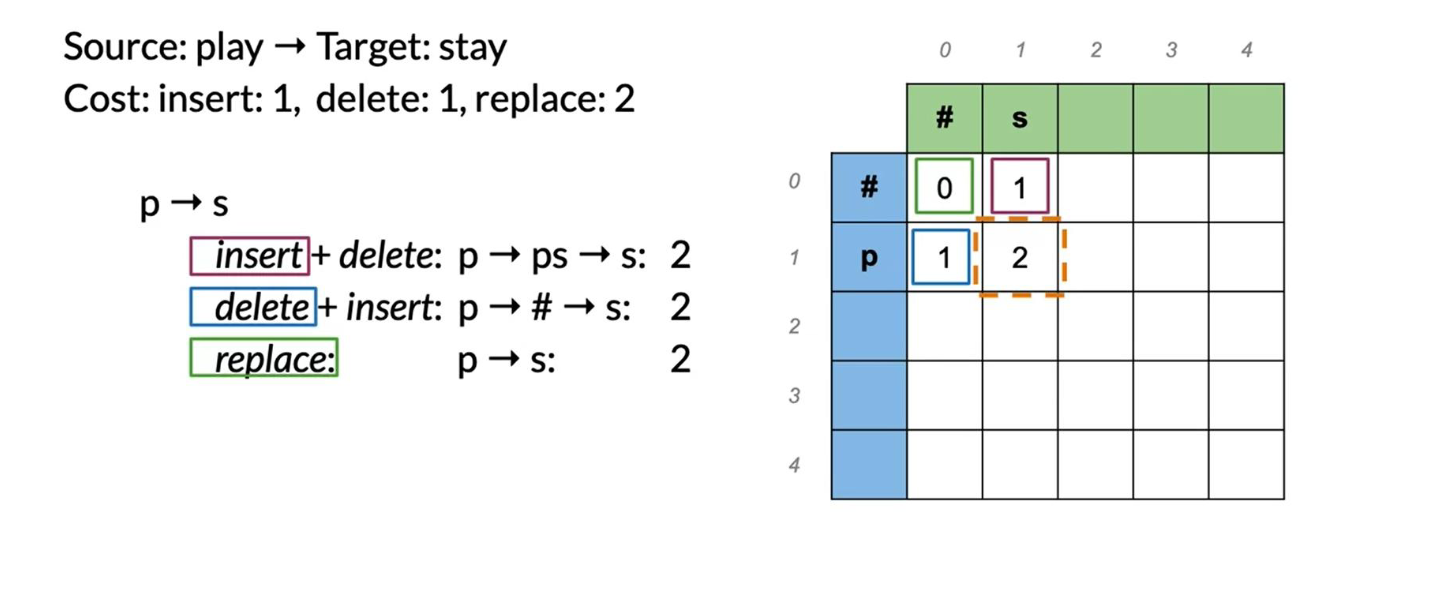 Source: play → Target: stay
Cost: insert: 1, delete: 1, replace: 2
p → s
insert + delete: p → ps → s: 2
delete + insert: p → # → s: 2
replace: p → s: 2
0 1 2 3 4
# s
0 # 0 1
1 p 1 2
2
3
4